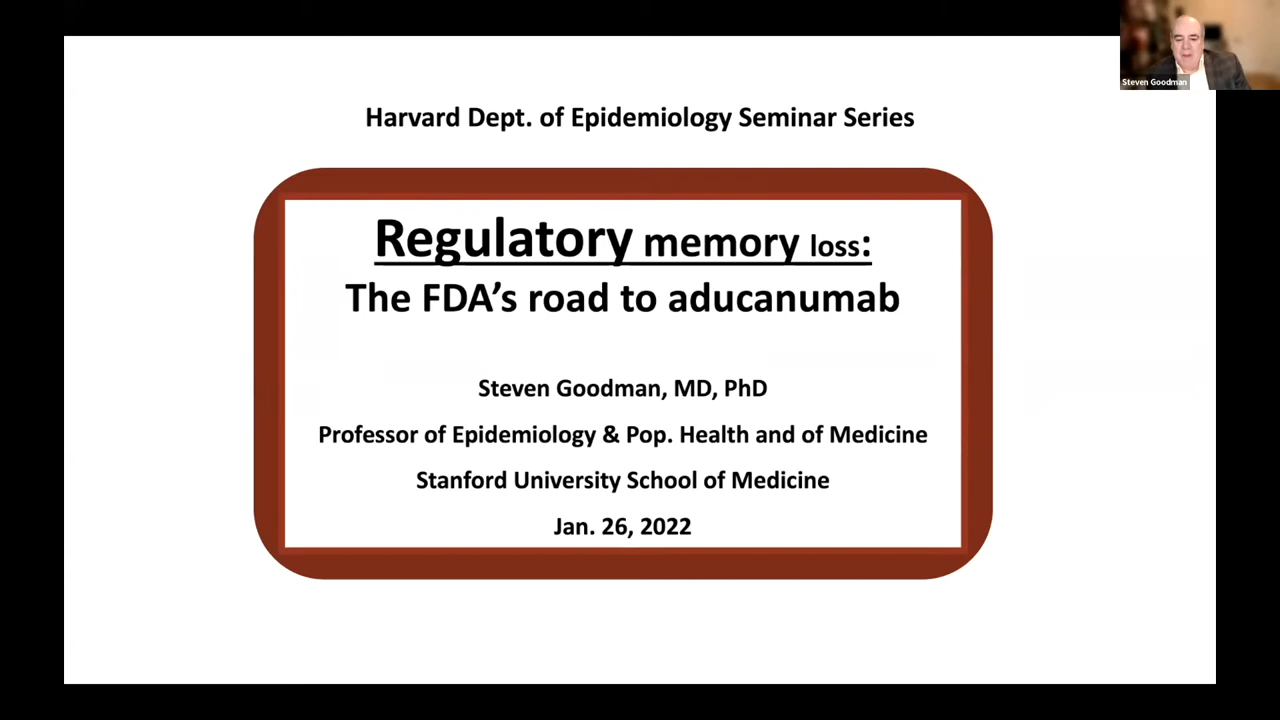 Steven Goodman
Harvard Dept. of Epidemiology Seminar Series
Regulatory memory loss:
The FDA’s road to aducanumab
Steven Goodman, MD, PhD
Professor of Epidemiology & Pop. Health and of Medicine
Stanford University School of Medicine
Jan. 26, 2022